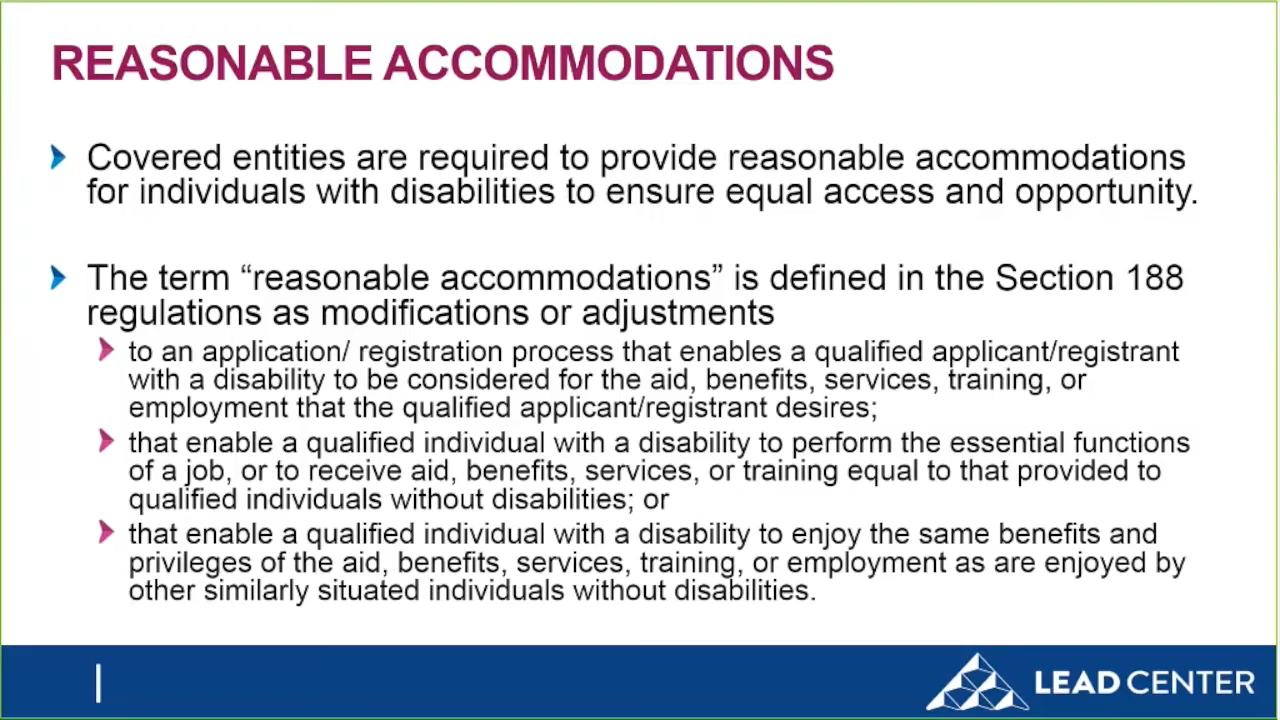 REASONABLE ACCOMMODATIONS
Covered entities are required to provide reasonable accommodations
for individuals with disabilities to ensure equal access and opportunity.
The term “reasonable accommodations” is defined in the Section 188
regulations as modifications or adjustments
to an application/ registration process that enables a qualified applicant/registrant
with a disability to be considered for the aid, benefits, services, training, or
employment that the qualified applicant/registrant desires;
that enable a qualified individual with a disability to perform the essential functions
of a job, or to receive aid, benefits, services, or training equal to that provided to
qualified individuals without disabilities; or
that enable a qualified individual with a disability to enjoy the same benefits and
privileges of the aid, benefits, services, training, or employment as are enjoyed by
other similarly situated individuals without disabilities.
LEAD CENTER